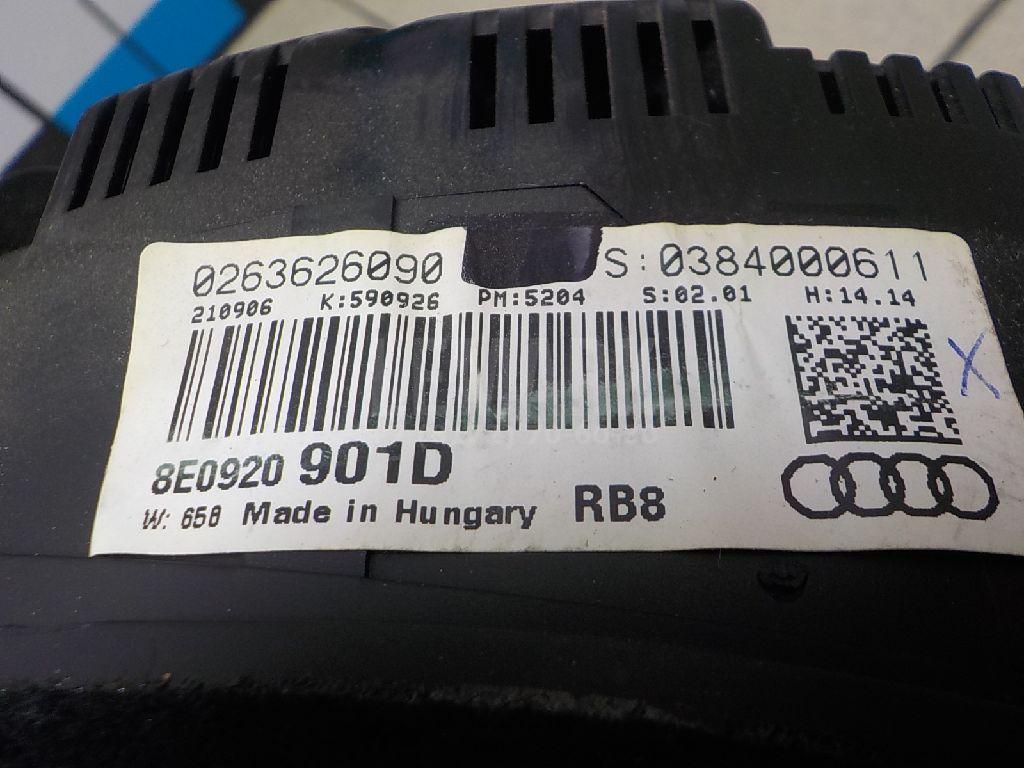 0263626090 S:0384000611
210906 K:590926 PM:5204 S:02.01 H:14.14
8E0920 901D
W: 658 Made in Hungary RB8
X